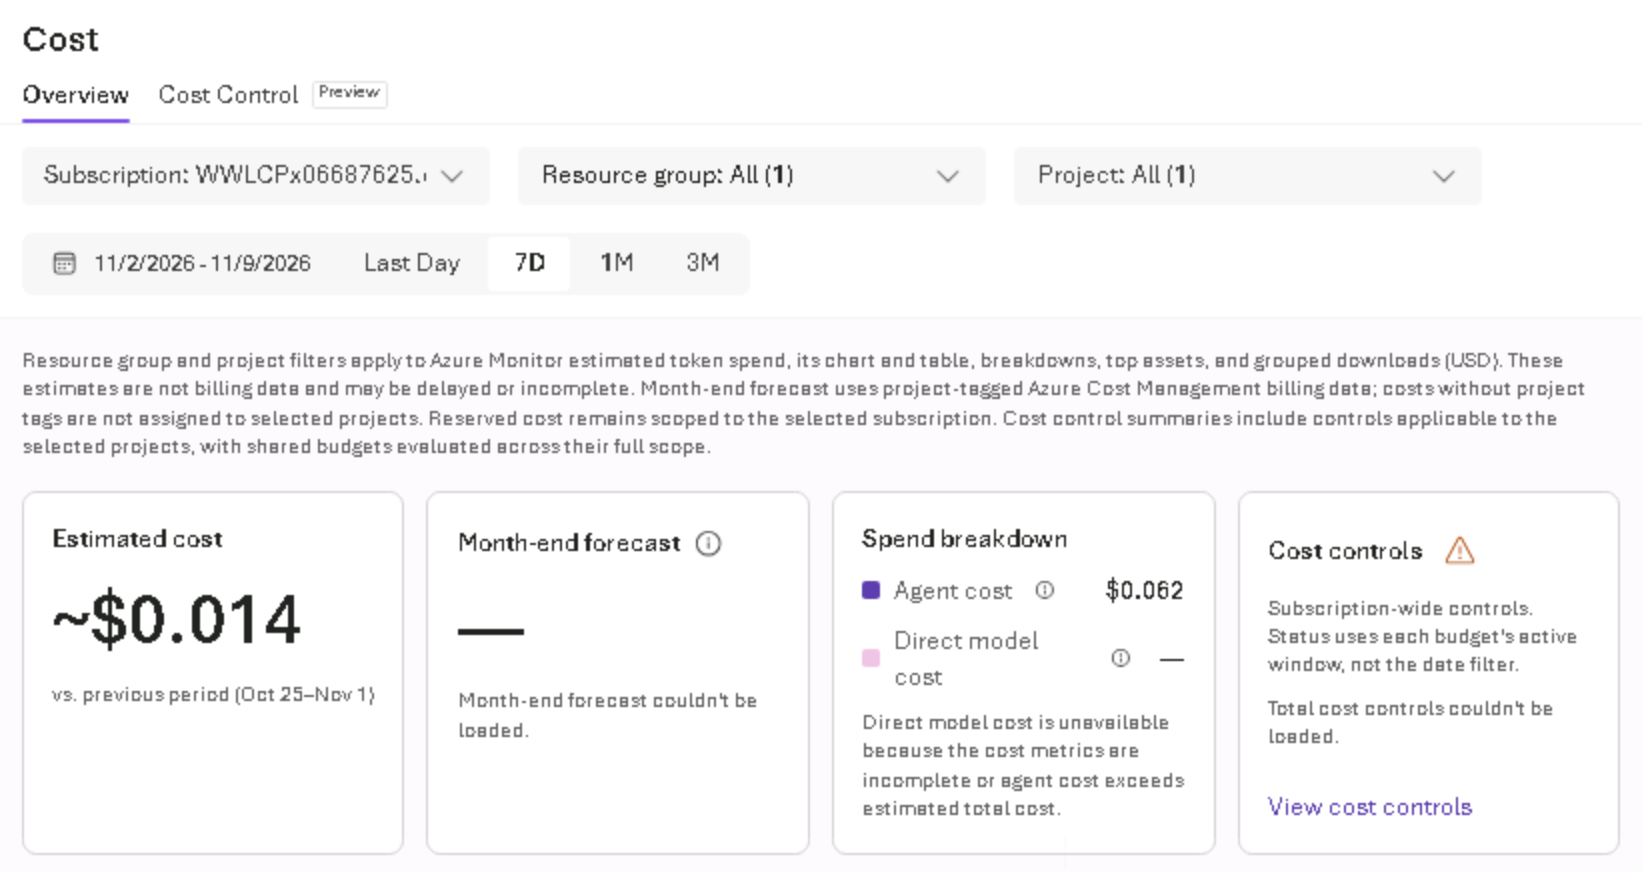 Cost
Overview Cost Control Preview
Subscription: WWLCPx06687625. Resource group: All (1) Project: All (1)
11/2/2026 - 11/9/2026 Last Day 7D 1M 3M
Resource group and project filters apply to Azure Monitor estimated token spend, its chart and table, breakdowns, top assets, and grouped downloads (USD). These
estimates are not billing data and may be delayed or incomplete. Month-end forecast uses project-tagged Azure Cost Management billing data; costs without project
tags are not assigned to selected projects. Reserved cost remains scoped to the selected subscription. Cost control summaries include controls applicable to the
selected projects, with shared budgets evaluated across their full scope.
Estimated cost
~$0.014
vs. previous period (Oct 25–Nov 1)
Month-end forecast
—
Month-end forecast couldn't be
loaded.
Spend breakdown
Agent cost $0.062
Direct model
cost —
Direct model cost is unavailable
because the cost metrics are
incomplete or agent cost exceeds
estimated total cost.
Cost controls
Subscription-wide controls.
Status uses each budget's active
window, not the date filter.
Total cost controls couldn't be
loaded.
View cost controls